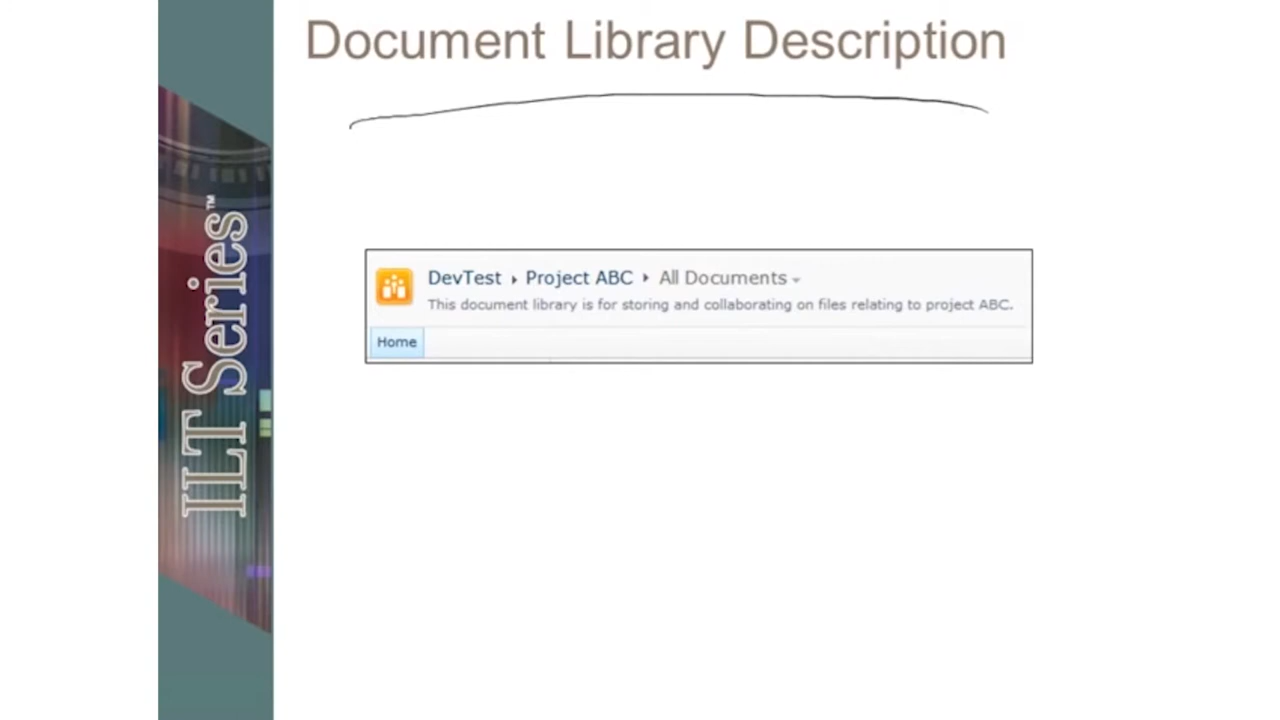 Document Library Description
ILT Series™
DevTest ▸ Project ABC ▸ All Documents
This document library is for storing and collaborating on files relating to project ABC.
Home